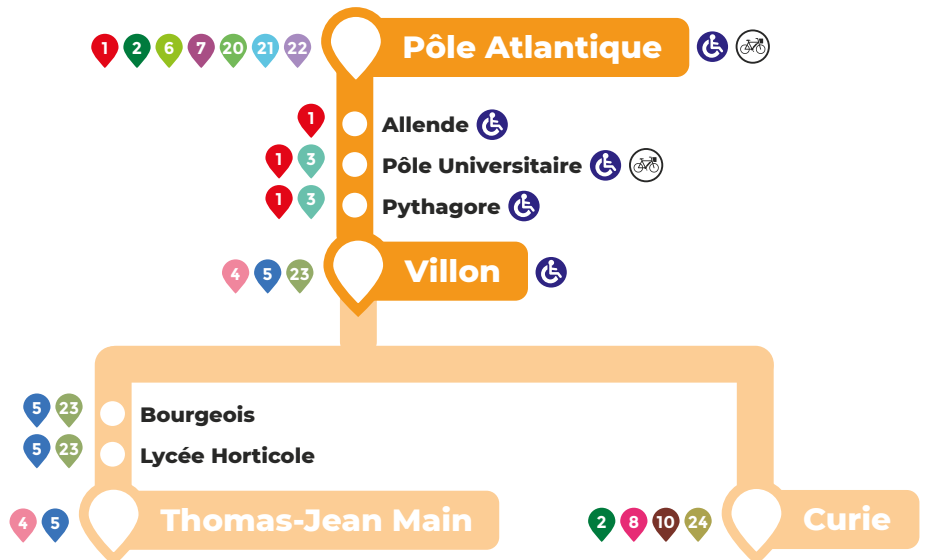 1 2 6 7 20 21 22 Pôle Atlantique
1 Allende
1 3 Pôle Universitaire
1 3 Pythagore
4 5 23 Villon
5 23 Bourgeois
5 23 Lycée Horticole
4 5 Thomas-Jean Main
2 8 10 24 Curie